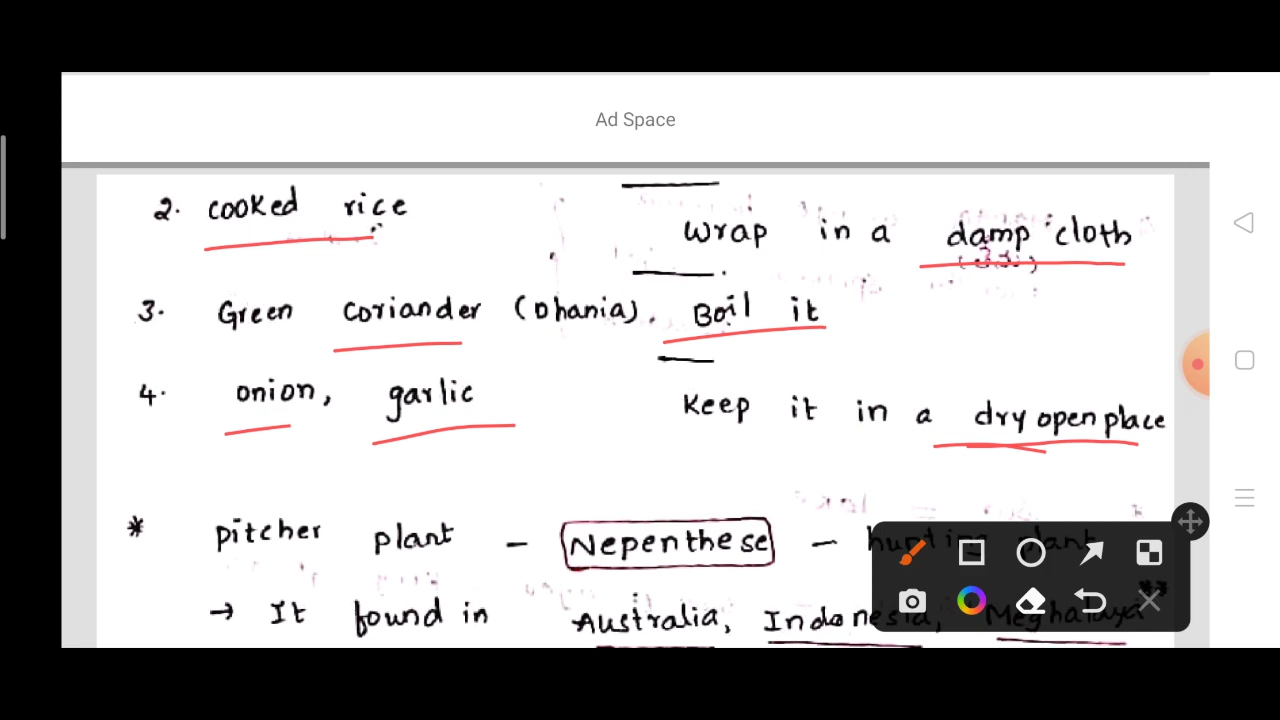 Ad Space
2. cooked rice
wrap in a damp cloth
3. Green coriander (Dhania). Boil it
4. onion, garlic Keep it in a dry open place
* pitcher plant - Nepenthese - hunting plant
→ It found in Australia, Indonesia, Meghalaya **